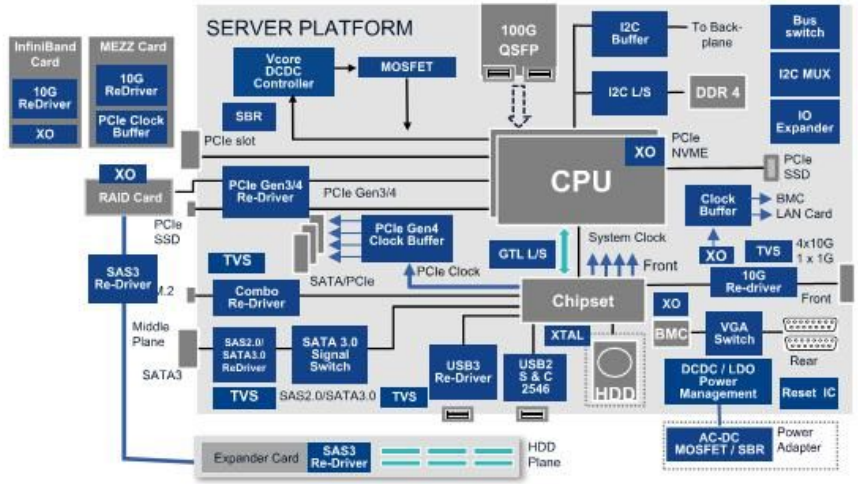 SERVER PLATFORM
InfiniBand
Card
10G
ReDriver
XO
MEZZ Card
10G
ReDriver
PCIe Clock
Buffer
Vcore
DCDC
Controller
MOSFET
SBR
100G
QSFP
I2C
Buffer
To Back-
plane
I2C L/S
DDR 4
Bus
switch
I2C MUX
IO
Expander
PCIe slot
CPU
XO
PCIe
NVME
PCIe
SSD
XO
RAID Card
PCIe
SSD
PCIe Gen3/4
Re-Driver
PCIe Gen3/4
PCIe Gen4
Clock Buffer
SATA/PCIe
PCIe Clock
GTL L/S
System Clock
Front
Clock
Buffer
BMC
LAN Card
XO
TVS
4x10G
1 x 1G
10G
Re-driver
Front
SAS3
Re-Driver
M.2
TVS
Combo
Re-Driver
Chipset
XO
Middle
Plane
SATA3
SAS2.0/
SATA3.0
ReDriver
SATA 3.0
Signal
Switch
TVS
SAS2.0/SATA3.0
TVS
USB3
Re-Driver
USB2
S & C
2546
XTAL
HDD
BMC
VGA
Switch
Rear
DCDC / LDO
Power
Management
Reset IC
AC-DC
MOSFET / SBR
Power
Adapter
Expander Card
SAS3
Re-Driver
HDD
Plane